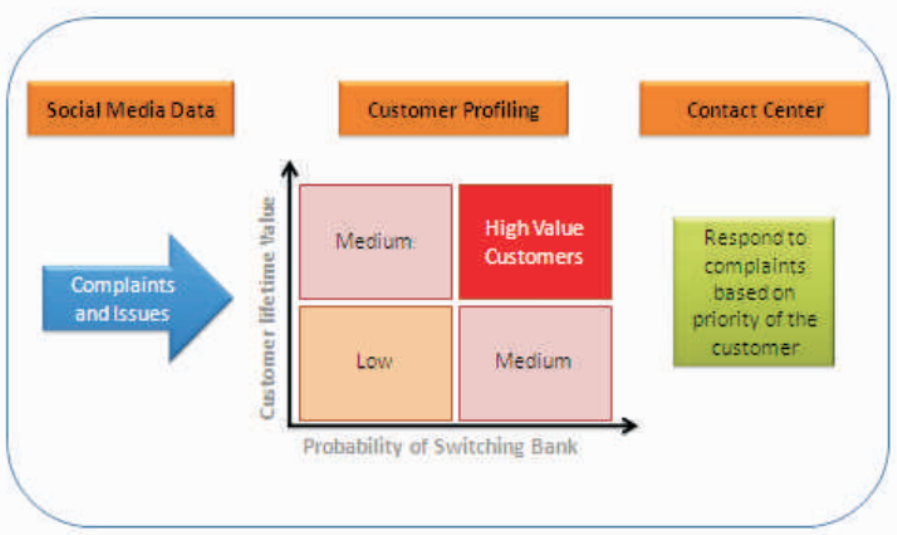 Social Media Data
Customer Profiling
Contact Center
Complaints
and Issues
Customer lifetime Value
Medium
High Value
Customers
Low
Medium
Probability of Switching Bank
Respond to
complaints
based on
priority of the
customer